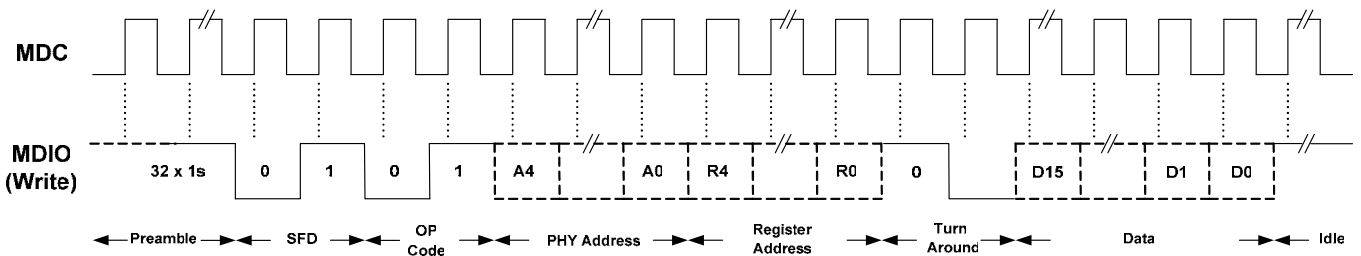 MDC
MDIO
(Write)
32 x 1s 0 1 0 1 A4 A0 R4 R0 0 D15 D1 D0
Preamble SFD OP Code PHY Address Register Address Turn Around Data Idle